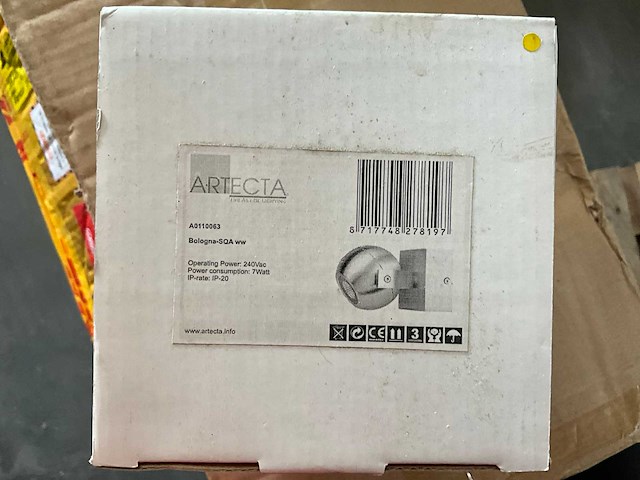 ARTECTA
A0110063
Bologna-SQA ww
8 717748 278197
Operating Power: 240Vac
Power consumption: 7Watt
IP-rate: IP-20
www.artecta.info
CE
3